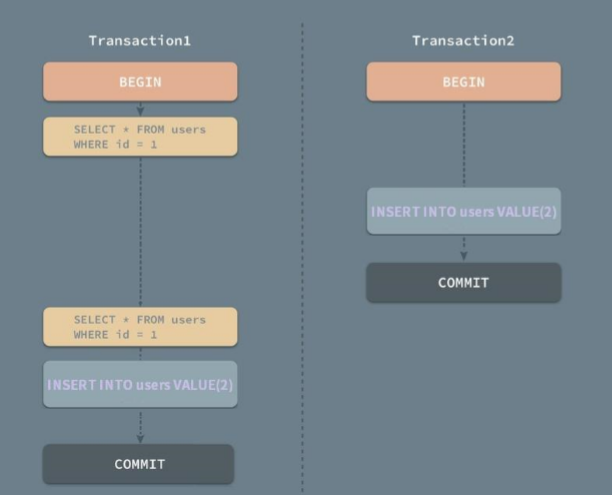 Transaction1
BEGIN
SELECT * FROM users
WHERE id = 1
SELECT * FROM users
WHERE id = 1
INSERT INTO users VALUE(2)
COMMIT
Transaction2
BEGIN
INSERT INTO users VALUE(2)
COMMIT